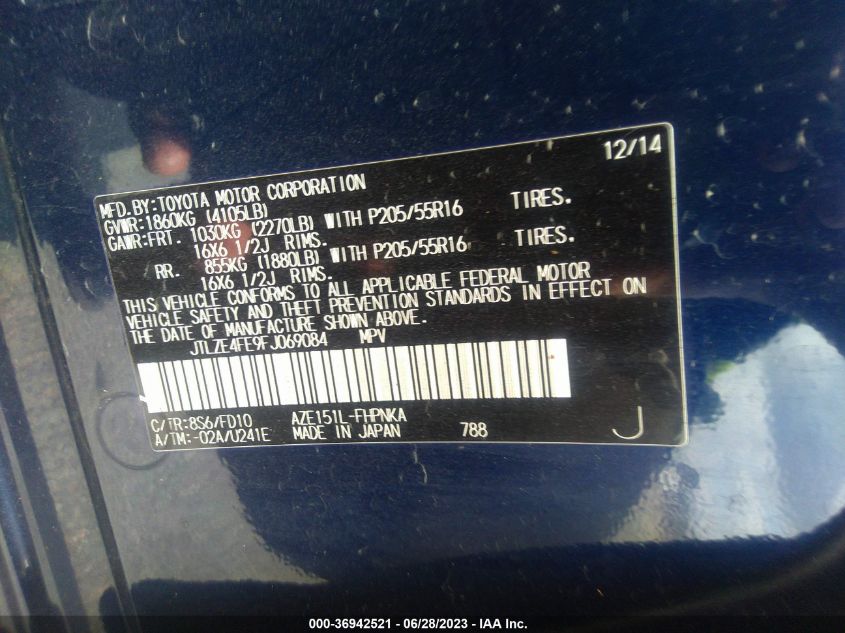 12/14
MFD.BY:TOYOTA MOTOR CORPORATION
GVWR:1860KG (4105LB)
GAWR:FRT. 1030KG (2270LB) WITH P205/55R16 TIRES.
16X6 1/2J RIMS.
RR. 855KG (1880LB) WITH P205/55R16 TIRES.
16X6 1/2J RIMS.
THIS VEHICLE CONFORMS TO ALL APPLICABLE FEDERAL MOTOR
VEHICLE SAFETY AND THEFT PREVENTION STANDARDS IN EFFECT ON
THE DATE OF MANUFACTURE SHOWN ABOVE.
JTLZE4FE9FJ069084 MPV
C/TR:8S6/FD10 AZE151L-FHPNKA
A/TM:-02A/U241E MADE IN JAPAN 788 J
000-36942521 - 06/28/2023 - IAA Inc.